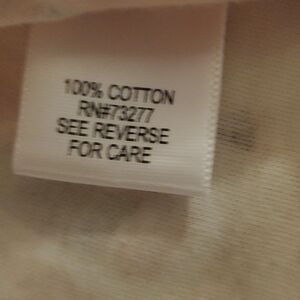 100% COTTON
RN#73277
SEE REVERSE
FOR CARE